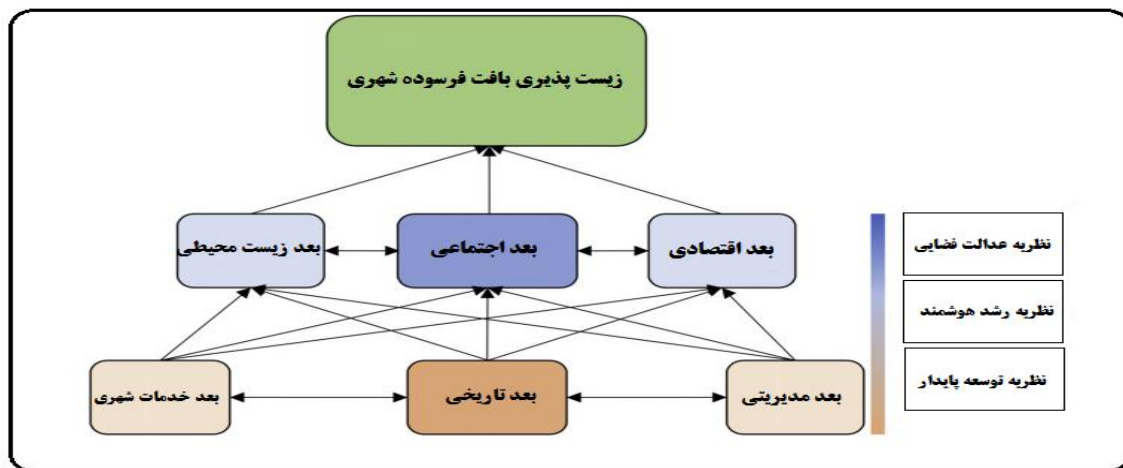 زیست پذیری بافت فرسوده شهری
بعد زیست محیطی
بعد اجتماعی
بعد اقتصادی
بعد خدمات شهری
بعد تاریخی
بعد مدیریتی
نظریه عدالت فضایی
نظریه رشد هوشمند
نظریه توسعه پایدار